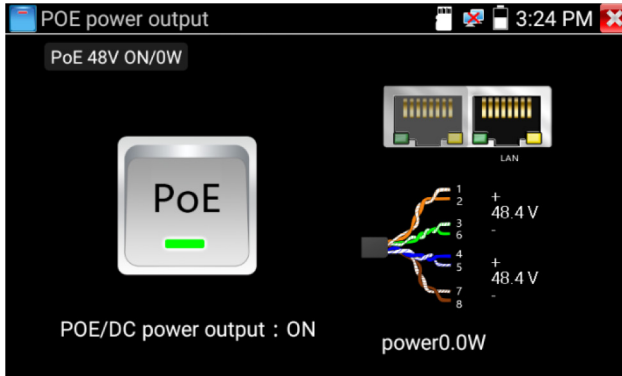 POE power output
3:24 PM
PoE 48V ON/0W
PoE
POE/DC power output : ON
LAN
1
2
+
48.4 V
3
6
-
4
5
+
48.4 V
7
8
-
power0.0W